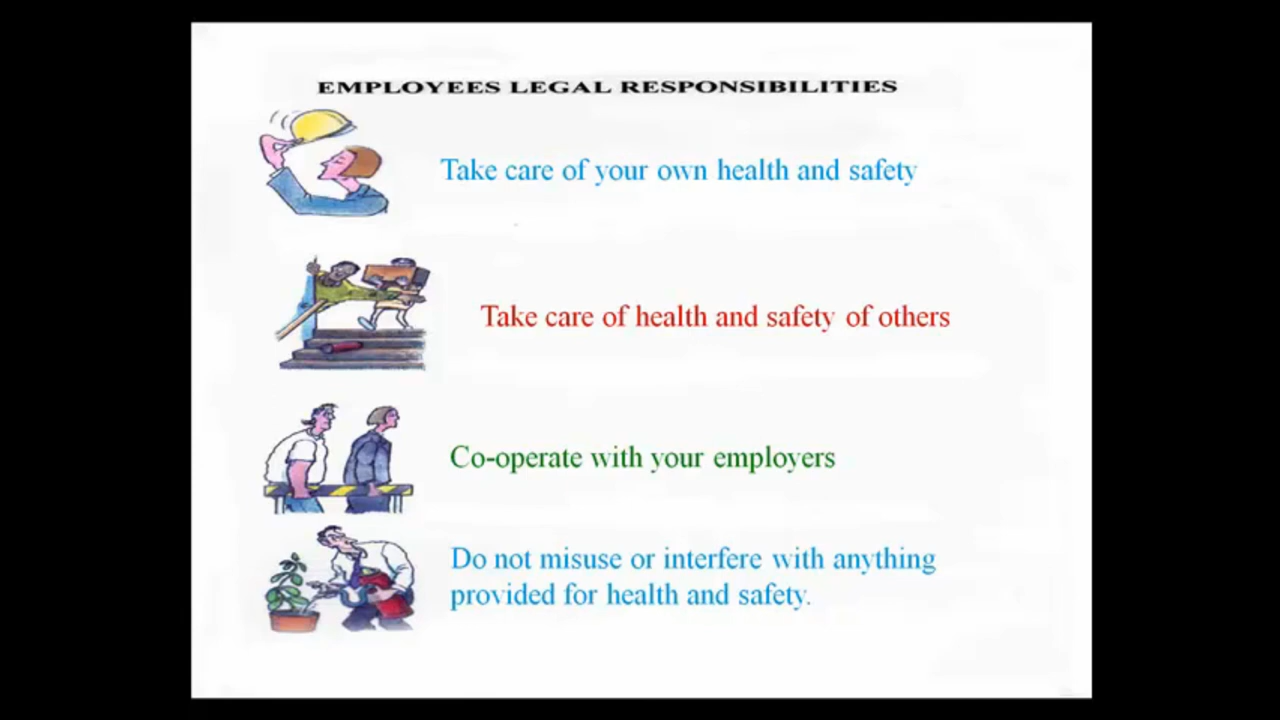 EMPLOYEES LEGAL RESPONSIBILITIES
Take care of your own health and safety
Take care of health and safety of others
Co-operate with your employers
Do not misuse or interfere with anything
provided for health and safety.